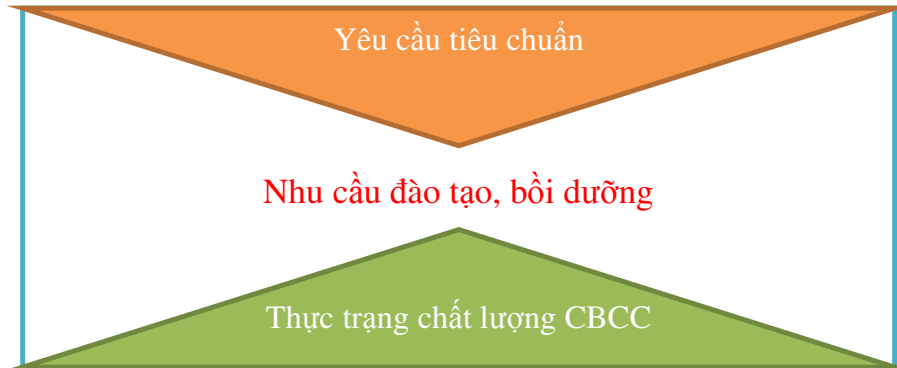 Yêu cầu tiêu chuẩn
Nhu cầu đào tạo, bồi dưỡng
Thực trạng chất lượng CBCC